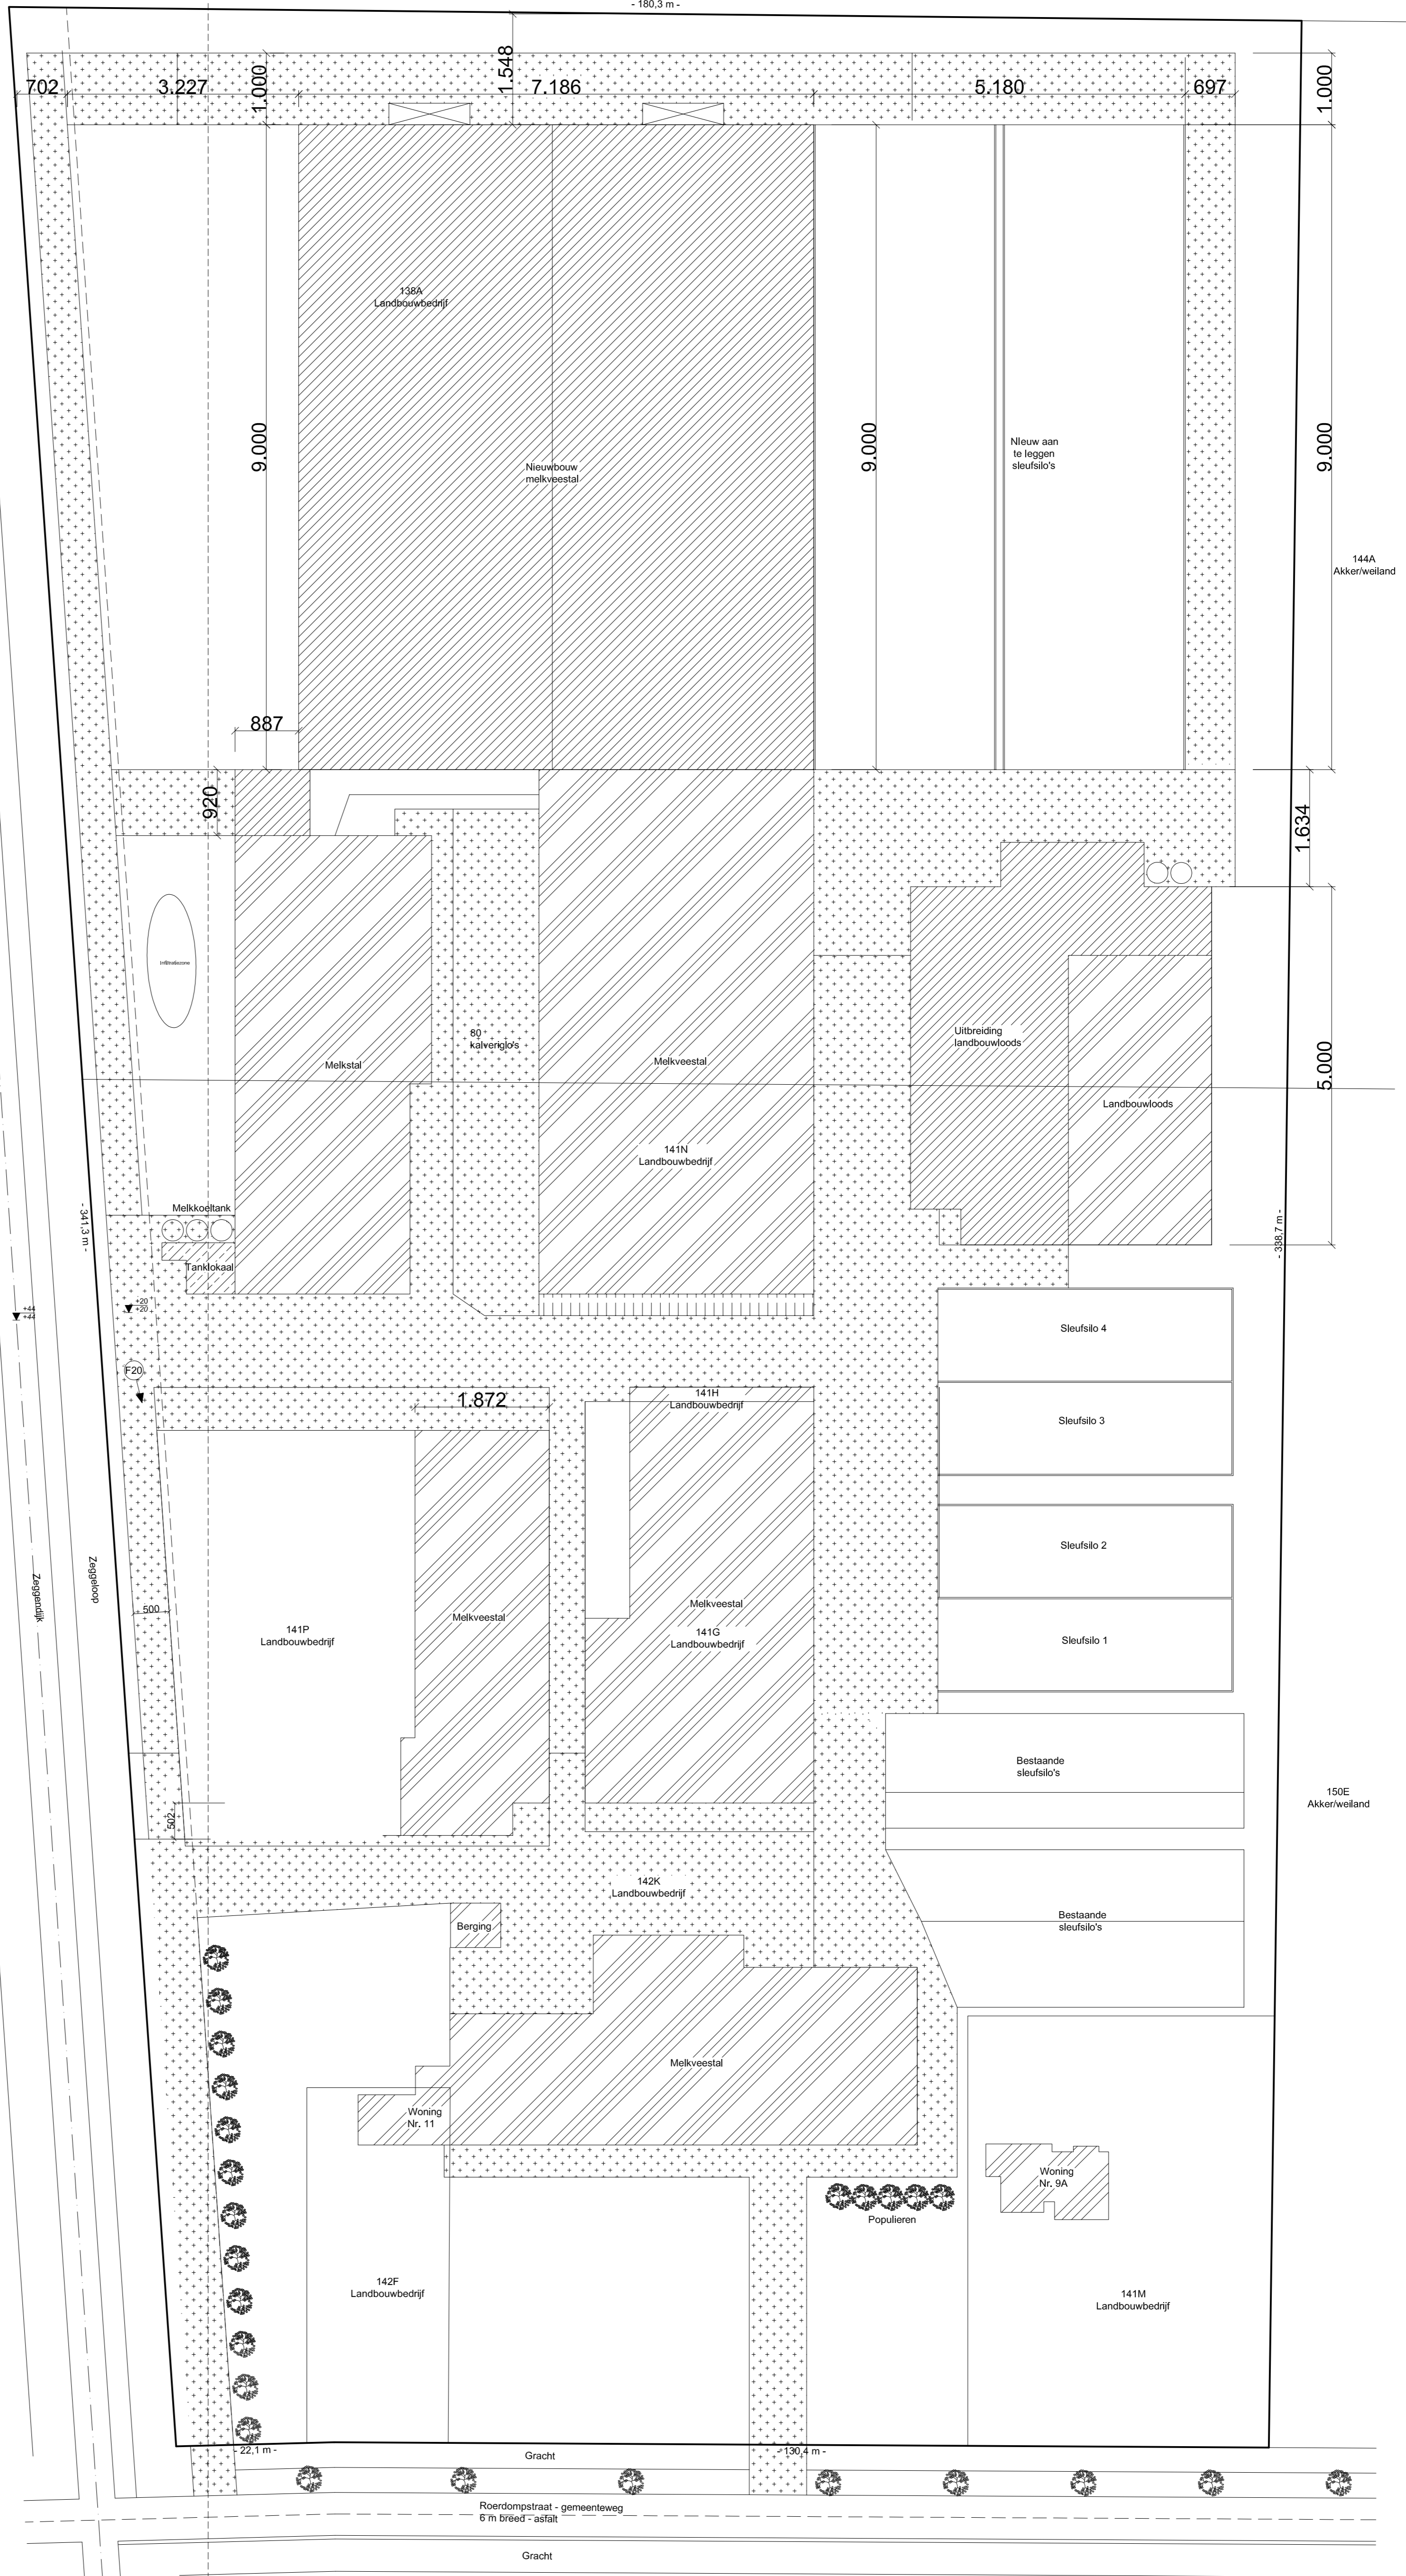 - 180,3 m -
702
3.227
1.000
1.548
7.186
5.180
697
1.000
138A
Landbouwbedrijf
9.000
Nieuwbouw
melkveestal
9.000
NIeuw aan
te leggen
sleufsilo's
9.000
144A
Akker/weiland
887
920
1.634
Infiltratiezone
Melkstal
80
kalveriglo's
Melkveestal
Uitbreiding
landbouwloods
5.000
Landbouwloods
141N
Landbouwbedrijf
- 341,3 m -
Melkkoeltank
- 338,7 m -
Tanklokaal
+44
+44
+20
+20
F20
Sleufsilo 4
1.872
141H
Landbouwbedrijf
Sleufsilo 3
Sleufsilo 2
Zeggendijk
Zeggeloop
500
141P
Landbouwbedrijf
Melkveestal
Melkveestal
141G
Landbouwbedrijf
Sleufsilo 1
Bestaande
sleufsilo's
150E
Akker/weiland
502
142K
Landbouwbedrijf
Berging
Bestaande
sleufsilo's
Melkveestal
Woning
Nr. 11
Woning
Nr. 9A
Populieren
142F
Landbouwbedrijf
141M
Landbouwbedrijf
- 22,1 m -
Gracht
- 130,4 m -
Roerdompstraat - gemeenteweg
6 m breed - asfalt
Gracht